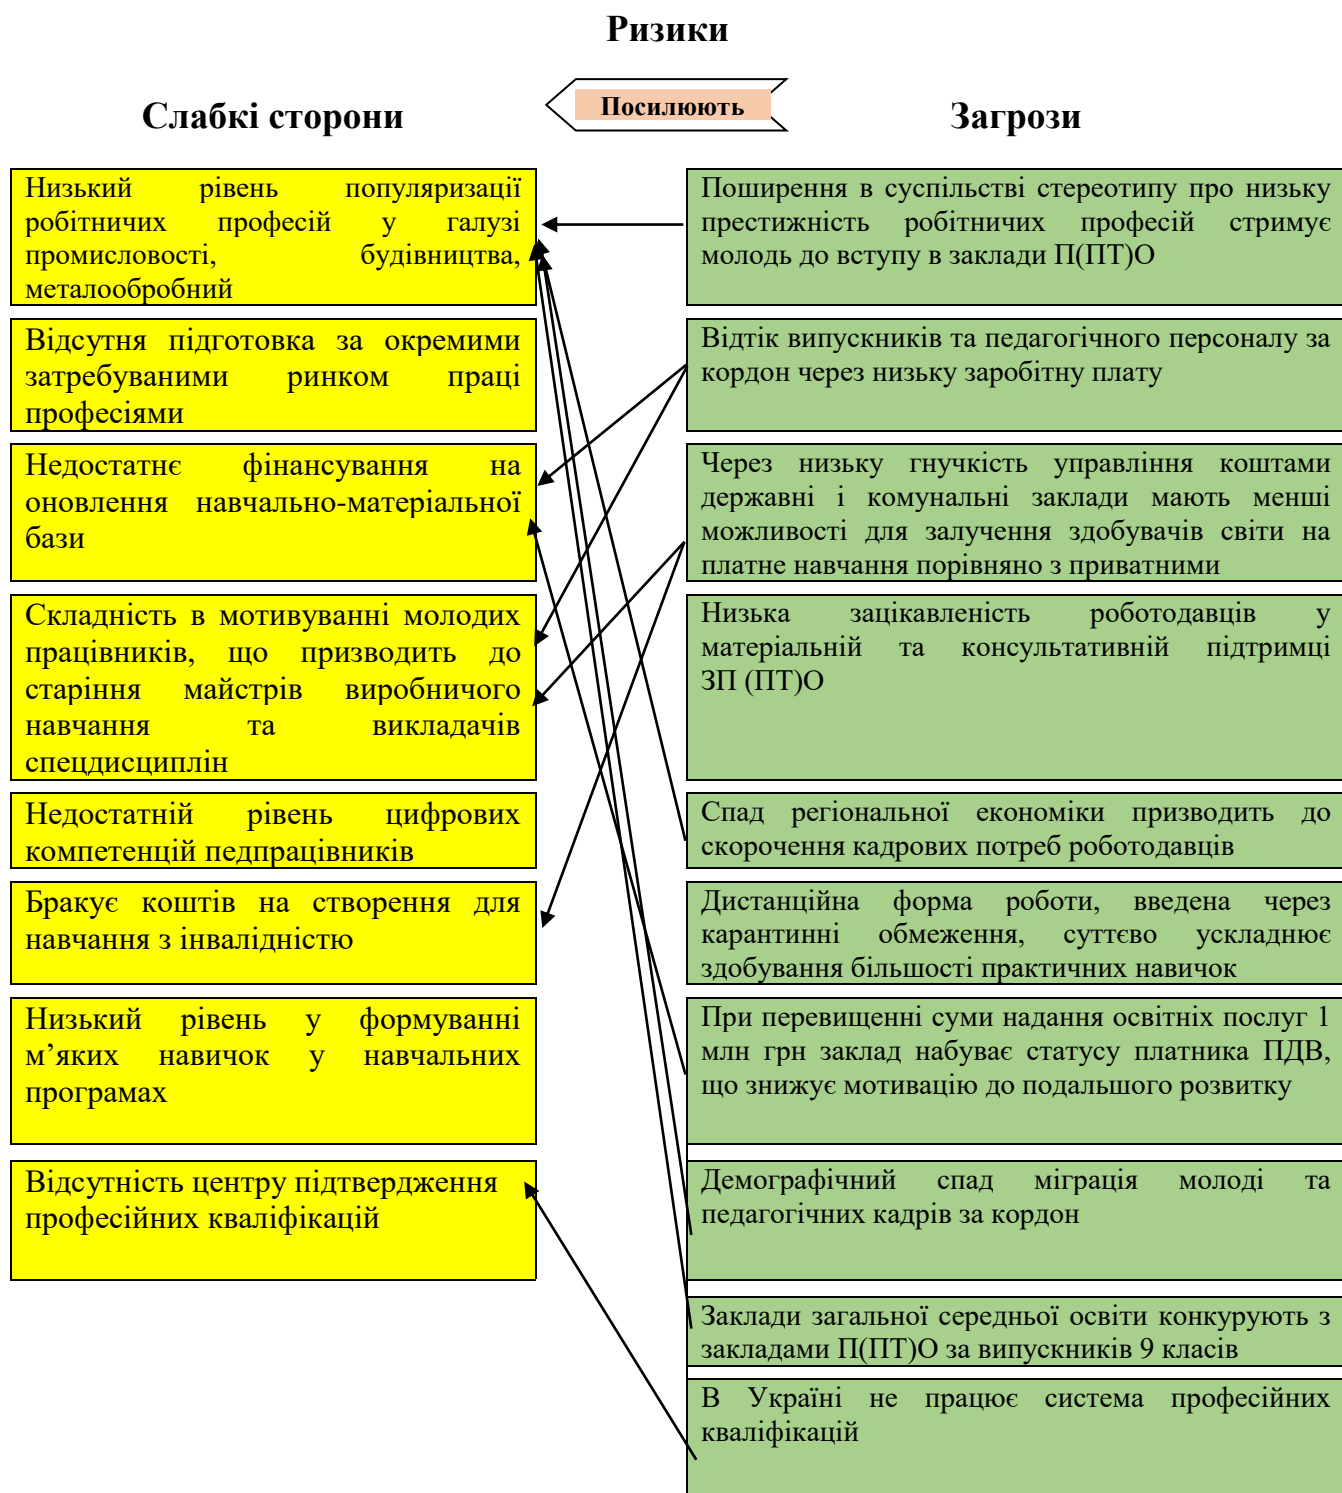 Ризики
Посилюють
Слабкі сторони
Загрози
Низький рівень популяризації
робітничих професій у галузі
промисловості, будівництва,
металообробний
Відсутня підготовка за окремими
затребуваними ринком праці
професіями
Недостатнє фінансування на
оновлення навчально-матеріальної
бази
Складність в мотивуванні молодих
працівників, що призводить до
старіння майстрів виробничого
навчання та викладачів
спецдисциплін
Недостатній рівень цифрових
компетенцій педпрацівників
Бракує коштів на створення для
навчання з інвалідністю
Низький рівень у формуванні
м’яких навичок у навчальних
програмах
Відсутність центру підтвердження
професійних кваліфікацій
Поширення в суспільстві стереотипу про низьку
престижність робітничих професій стримує
молодь до вступу в заклади П(ПТ)О
Відтік випускників та педагогічного персоналу за
кордон через низьку заробітну плату
Через низьку гнучкість управління коштами
державні і комунальні заклади мають менші
можливості для залучення здобувачів світи на
платне навчання порівняно з приватними
Низька зацікавленість роботодавців у
матеріальній та консультативній підтримці
ЗП (ПТ)О
Спад регіональної економіки призводить до
скорочення кадрових потреб роботодавців
Дистанційна форма роботи, введена через
карантинні обмеження, суттєво ускладнює
здобування більшості практичних навичок
При перевищенні суми надання освітніх послуг 1
млн грн заклад набуває статусу платника ПДВ,
що знижує мотивацію до подальшого розвитку
Демографічний спад міграція молоді та
педагогічних кадрів за кордон
Заклади загальної середньої освіти конкурують з
закладами П(ПТ)О за випускників 9 класів
В Україні не працює система професійних
кваліфікацій